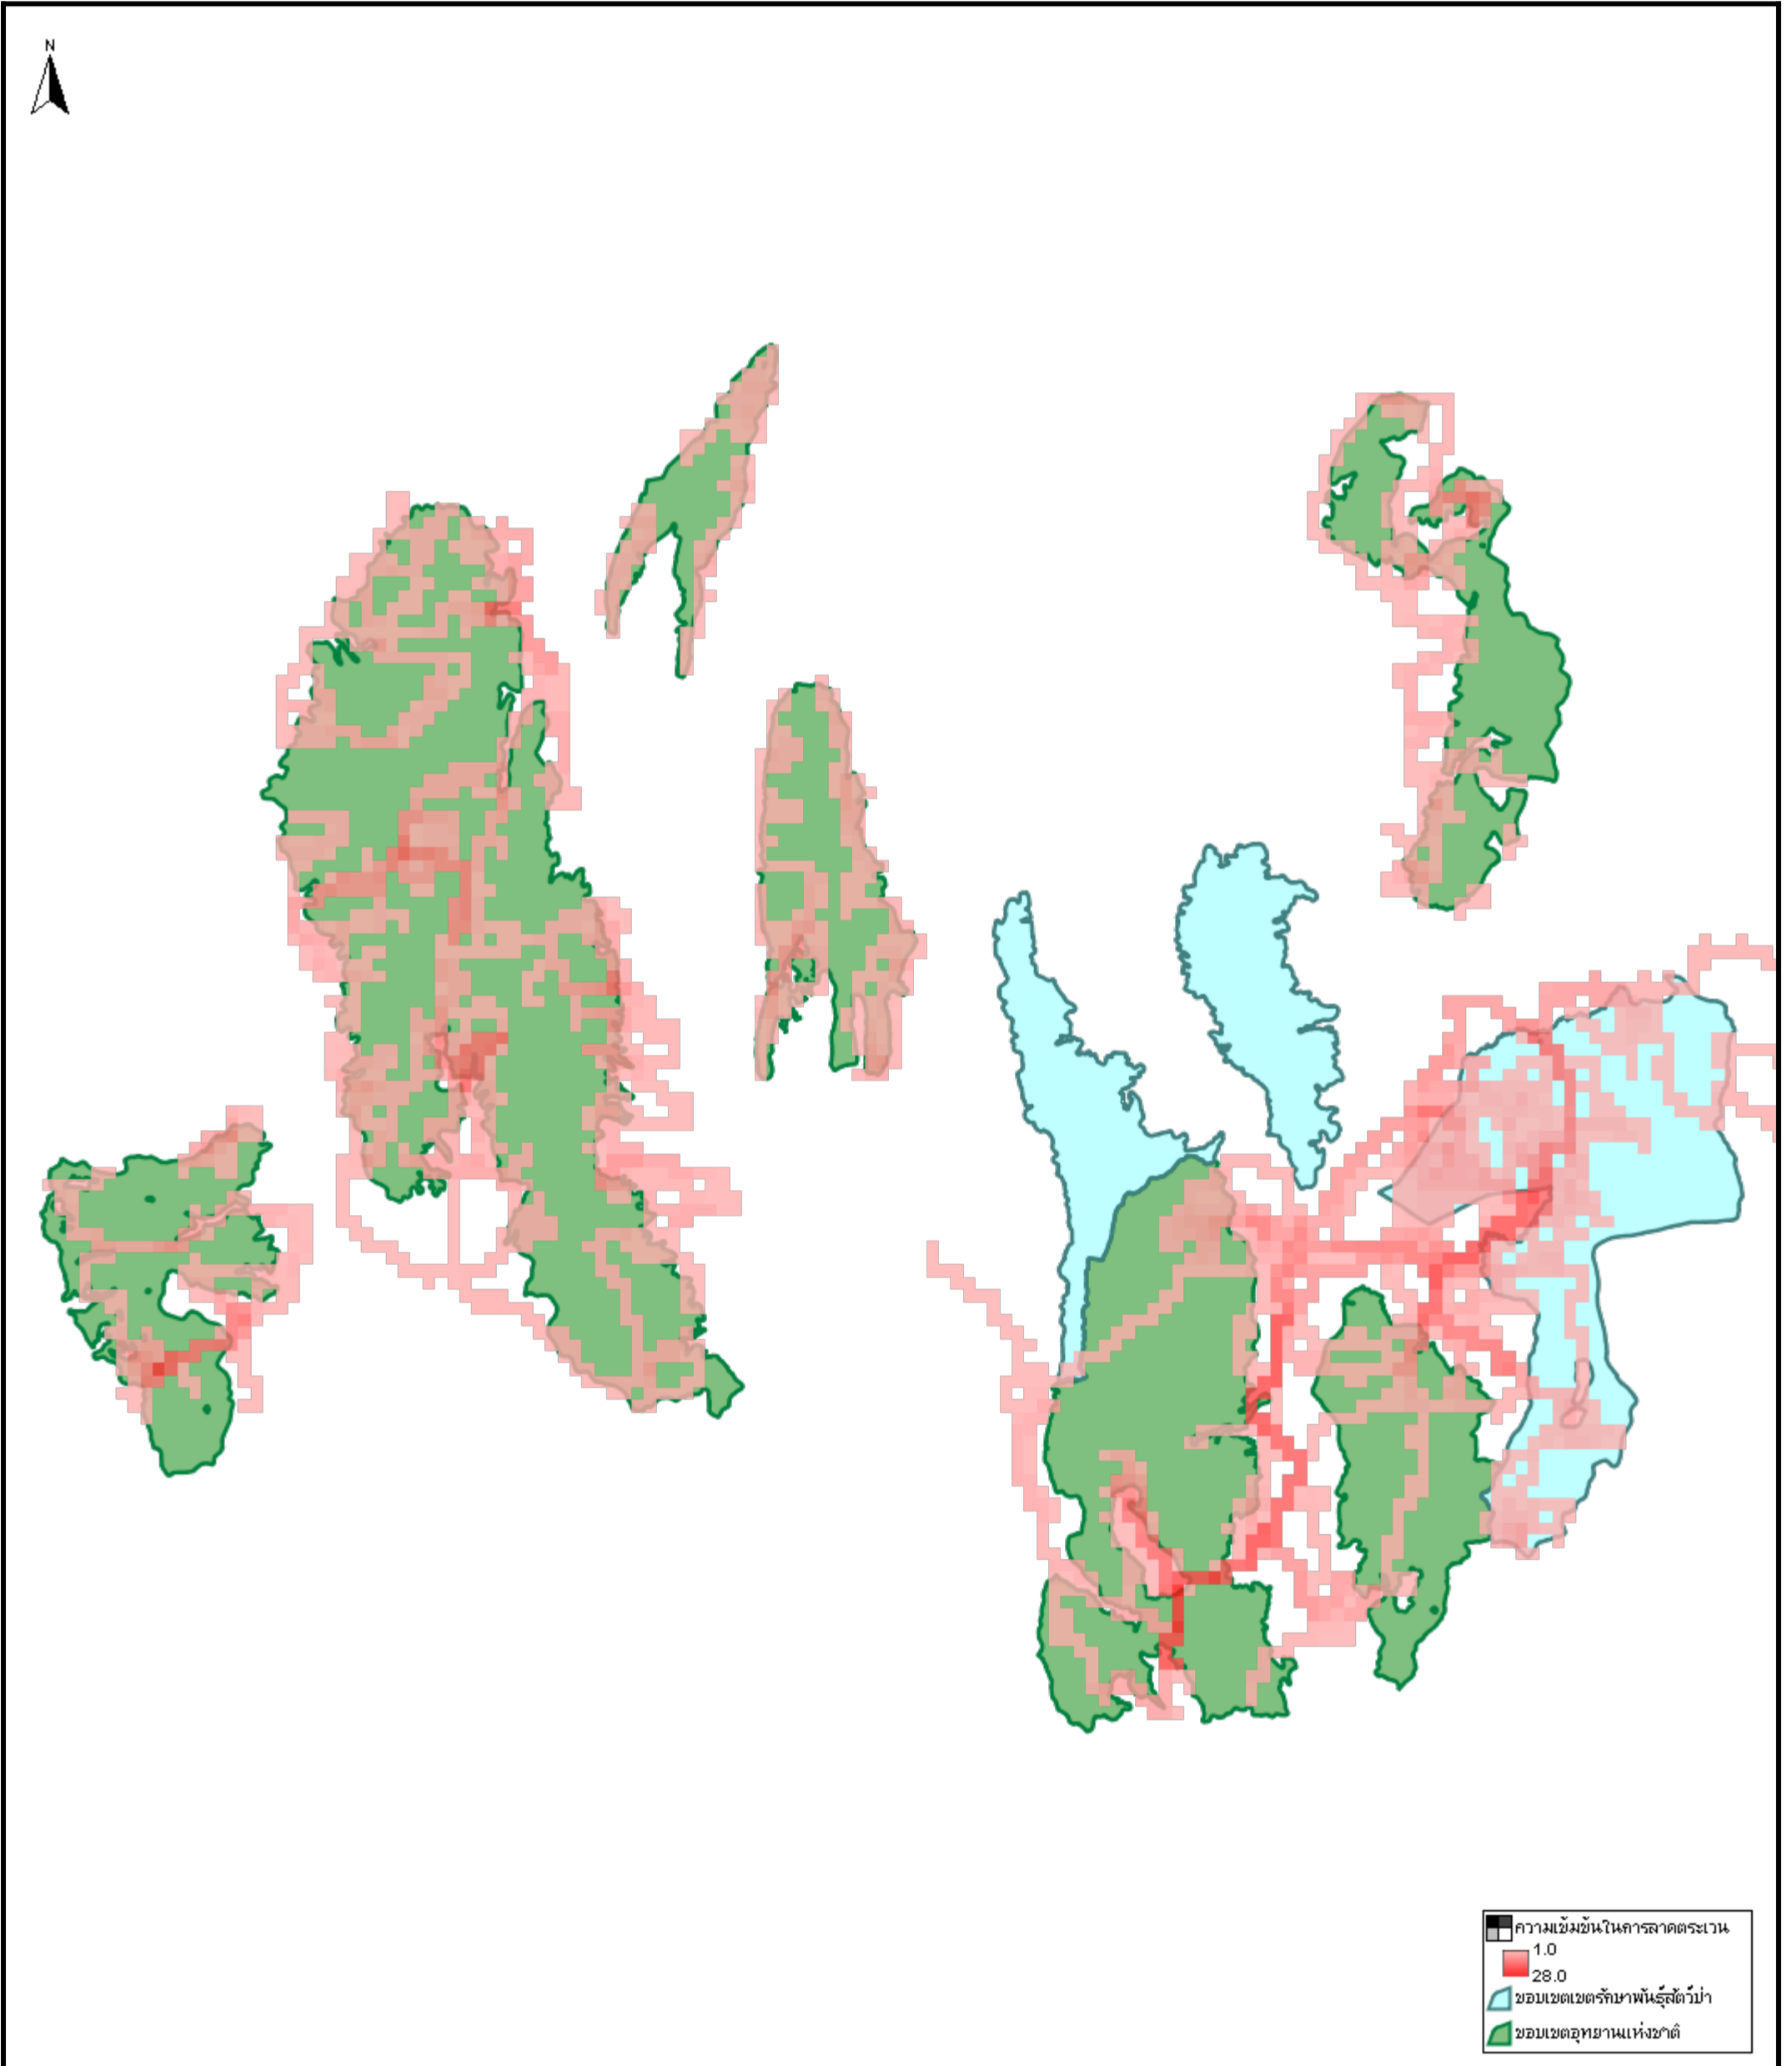 N
ความเข้มข้นในการลาดตระเวน
1.0
28.0
ขอบเขตเขตรักษาพันธุ์สัตว์ป่า
ขอบเขตอุทยานแห่งชาติ